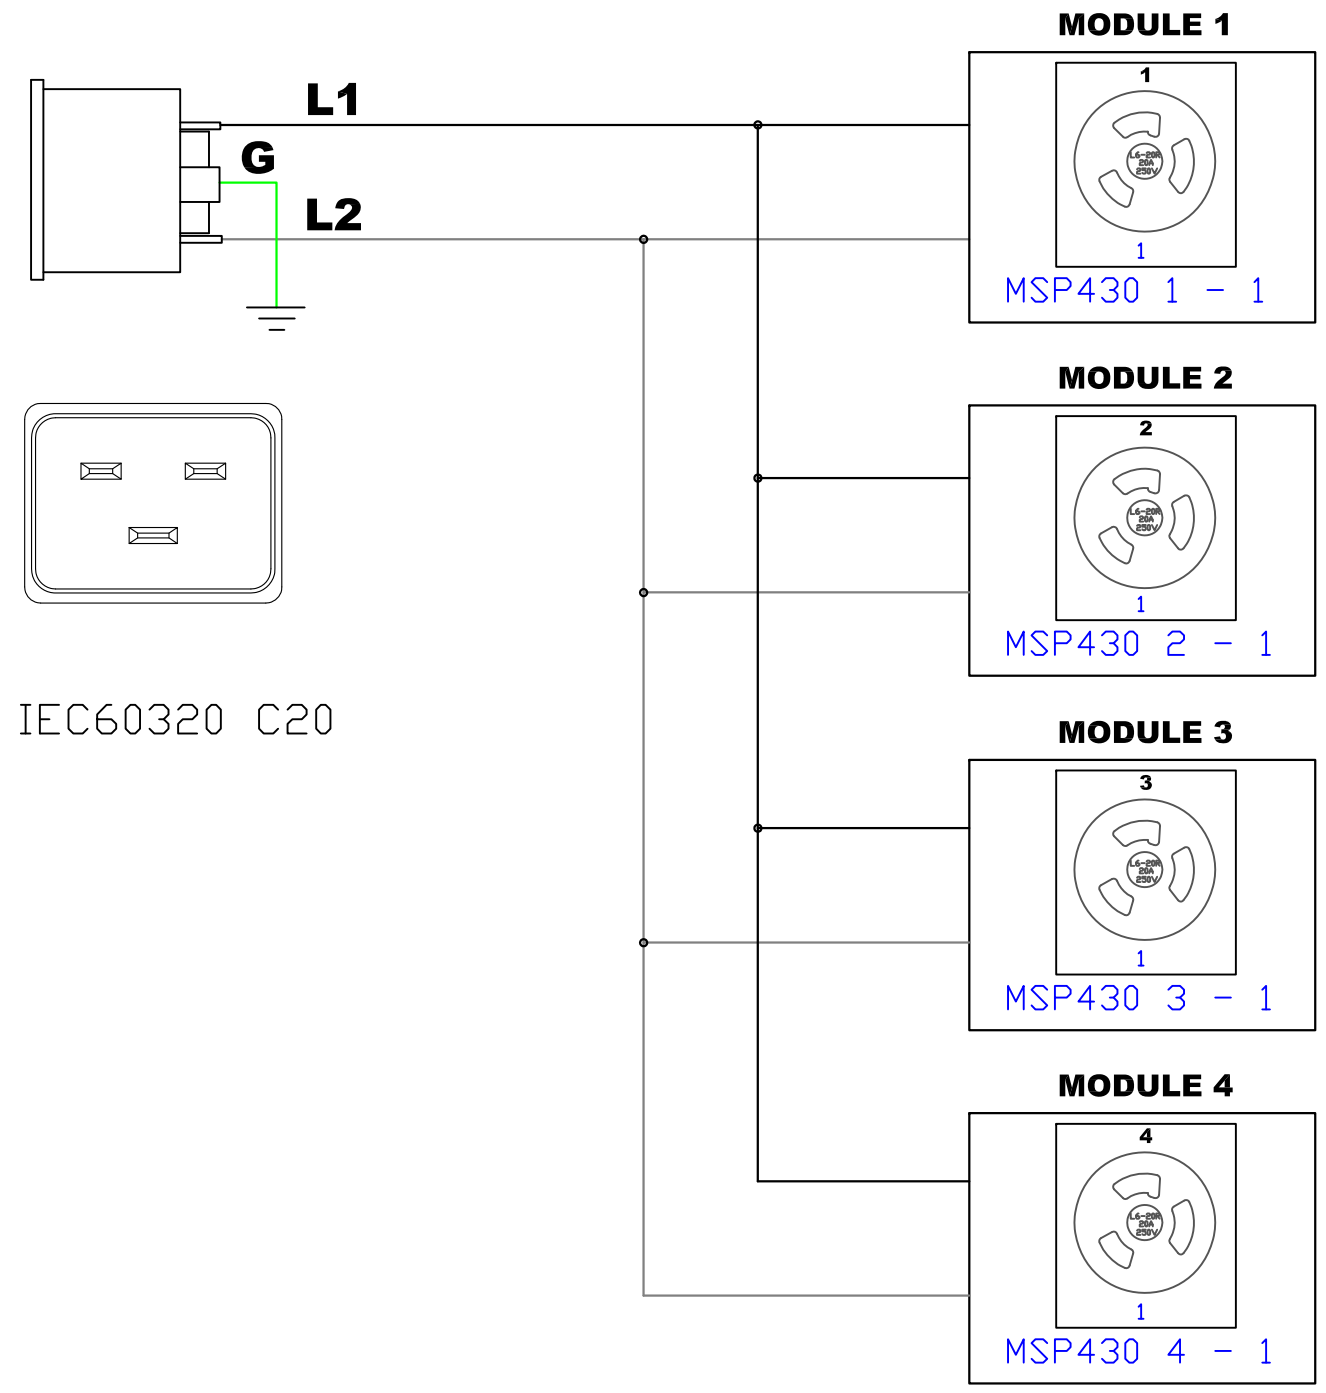 MODULE 1
1
L1
G
L6-20R
20A
250V
L2
1
MSP430 1 - 1
MODULE 2
2
L6-20R
20A
250V
1
MSP430 2 - 1
IEC60320 C20
MODULE 3
3
L6-20R
20A
250V
1
MSP430 3 - 1
MODULE 4
4
L6-20R
20A
250V
1
MSP430 4 - 1